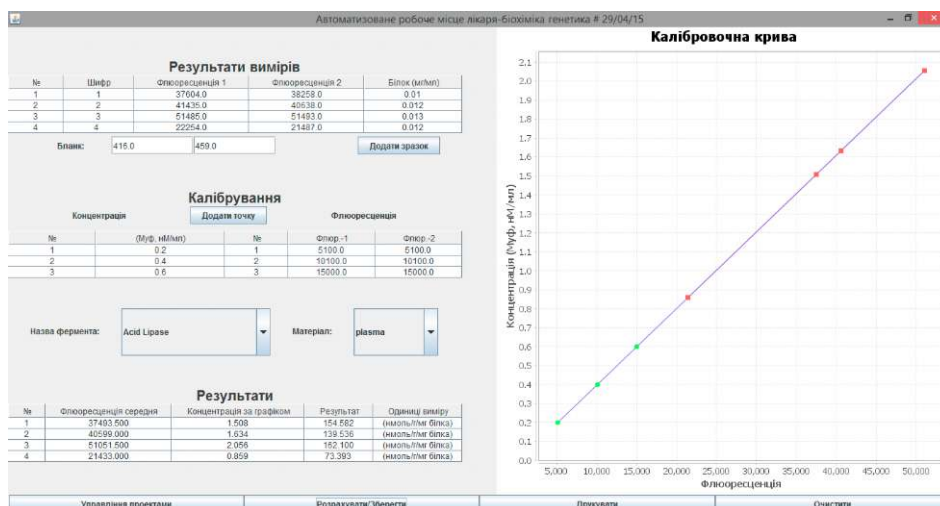 Автоматизоване робоче місце лікаря-біохіміка генетика # 29/04/15
Результати вимірів
№ Шифр Флюоресценція 1 Флюоресценція 2 Білок (мг/мл)
1 1 37604.0 38258.0 0.01
2 2 41435.0 40638.0 0.012
3 3 51485.0 51493.0 0.013
4 4 22254.0 21487.0 0.012
Бланк: 415.0 459.0 Додати зразок
Калібрування
Концентрація Додати точку Флюоресценція
№ (Муф, нМ/мл) № Флюр.-1 Флюр.-2
1 0.2 1 5100.0 5100.0
2 0.4 2 10100.0 10100.0
3 0.6 3 15000.0 15000.0
Назва фермента: Acid Lipase Матеріал: plasma
Результати
№ Флюоресценція середня Концентрація за графіком Результат Одиниці виміру
1 37493.500 1.508 154.582 (нмоль/г/мг білка)
2 40599.000 1.634 139.536 (нмоль/г/мг білка)
3 51051.500 2.056 162.100 (нмоль/г/мг білка)
4 21433.000 0.859 73.393 (нмоль/г/мг білка)
Управління проектами Розрахувати/Зберегти Друкувати Очистити
Калібровочна крива
Концентрація (Муф, нМ/мл)
2.1
2.0
1.9
1.8
1.7
1.6
1.5
1.4
1.3
1.2
1.1
1.0
0.9
0.8
0.7
0.6
0.5
0.4
0.3
0.2
0.1
0.0
5,000 10,000 15,000 20,000 25,000 30,000 35,000 40,000 45,000 50,000
Флюоресценція